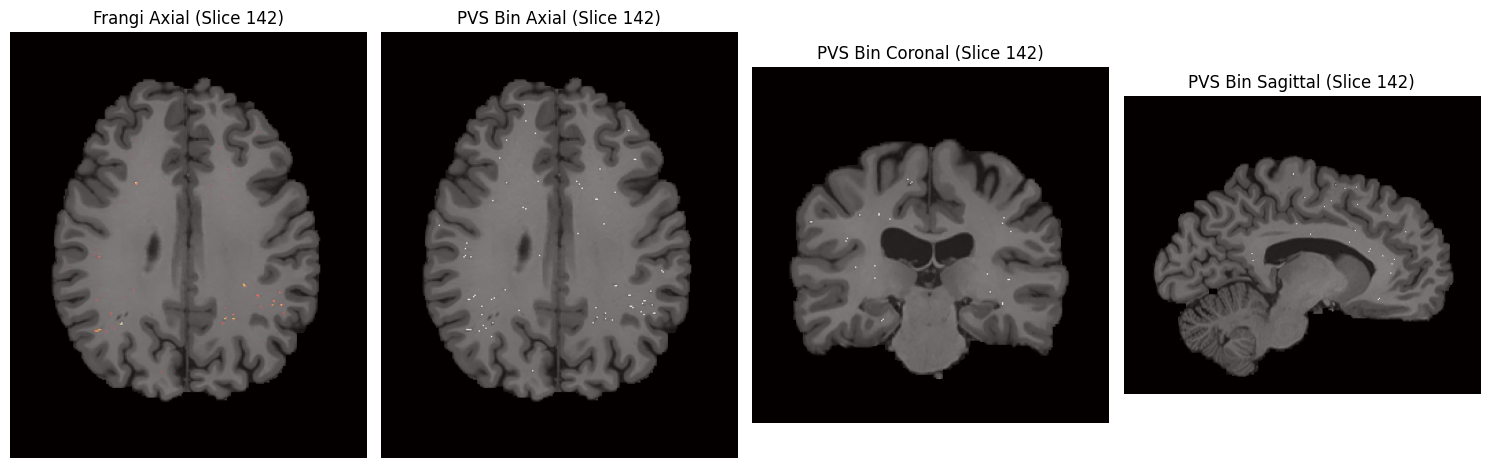 Frangi Axial (Slice 142)
PVS Bin Axial (Slice 142)
PVS Bin Coronal (Slice 142)
PVS Bin Sagittal (Slice 142)